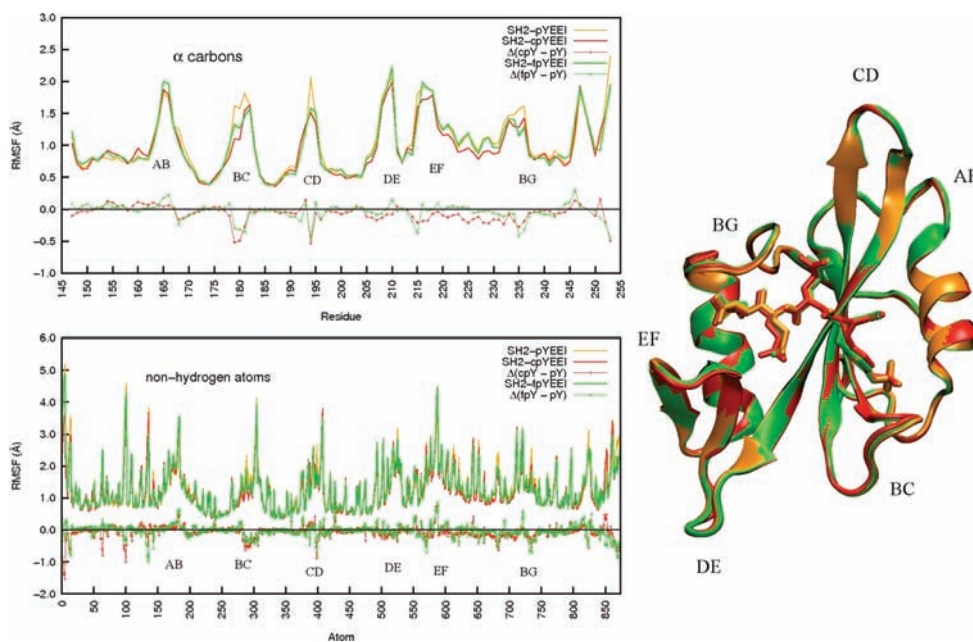 3.0
2.5
2.0
1.5
1.0
0.5
0.0
−0.5
−1.0
RMSF (Å)
α carbons
SH2−pYEEI
SH2−cpYEEI
Δ(cpY − pY)
SH2−fpYEEI
Δ(fpY − pY)
AB
BC
CD
DE
EF
BG
145 155 165 175 185 195 205 215 225 235 245 255
150 160 170 180 190 200 210 220 230 240 250
Residue
6.0
5.0
4.0
3.0
2.0
1.0
0.0
−1.0
−2.0
RMSF (Å)
non−hydrogen atoms
SH2−pYEEI
SH2−cpYEEI
Δ(cpY − pY)
SH2−fpYEEI
Δ(fpY − pY)
AB
BC
CD
DE
EF
BG
0 50 100 150 200 250 300 350 400 450 500 550 600 650 700 750 800 850
Atom
CD
BG
EF
BC
DE